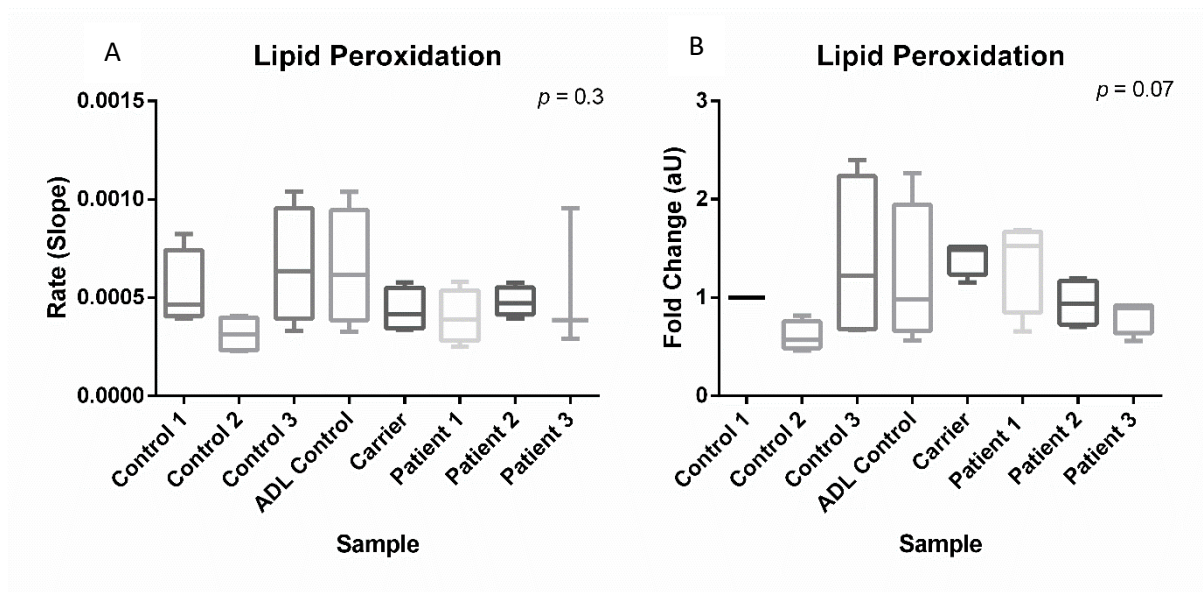 A
Lipid Peroxidation
p = 0.3
Rate (Slope)
0.0015
0.0010
0.0005
0.0000
Control 1
Control 2
Control 3
ADL Control
Carrier
Patient 1
Patient 2
Patient 3
Sample
B
Lipid Peroxidation
p = 0.07
Fold Change (aU)
3
2
1
0
Control 1
Control 2
Control 3
ADL Control
Carrier
Patient 1
Patient 2
Patient 3
Sample